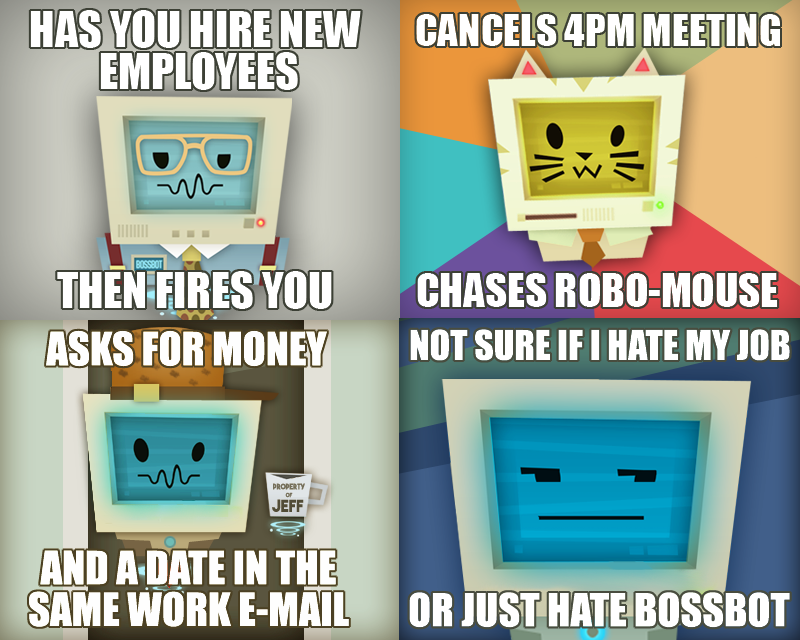 HAS YOU HIRE NEW
EMPLOYEES
BOSSBOT
THEN FIRES YOU
CANCELS 4PM MEETING
CHASES ROBO-MOUSE
ASKS FOR MONEY
PROPERTY
OF
JEFF
AND A DATE IN THE
SAME WORK E-MAIL
NOT SURE IF I HATE MY JOB
OR JUST HATE BOSSBOT